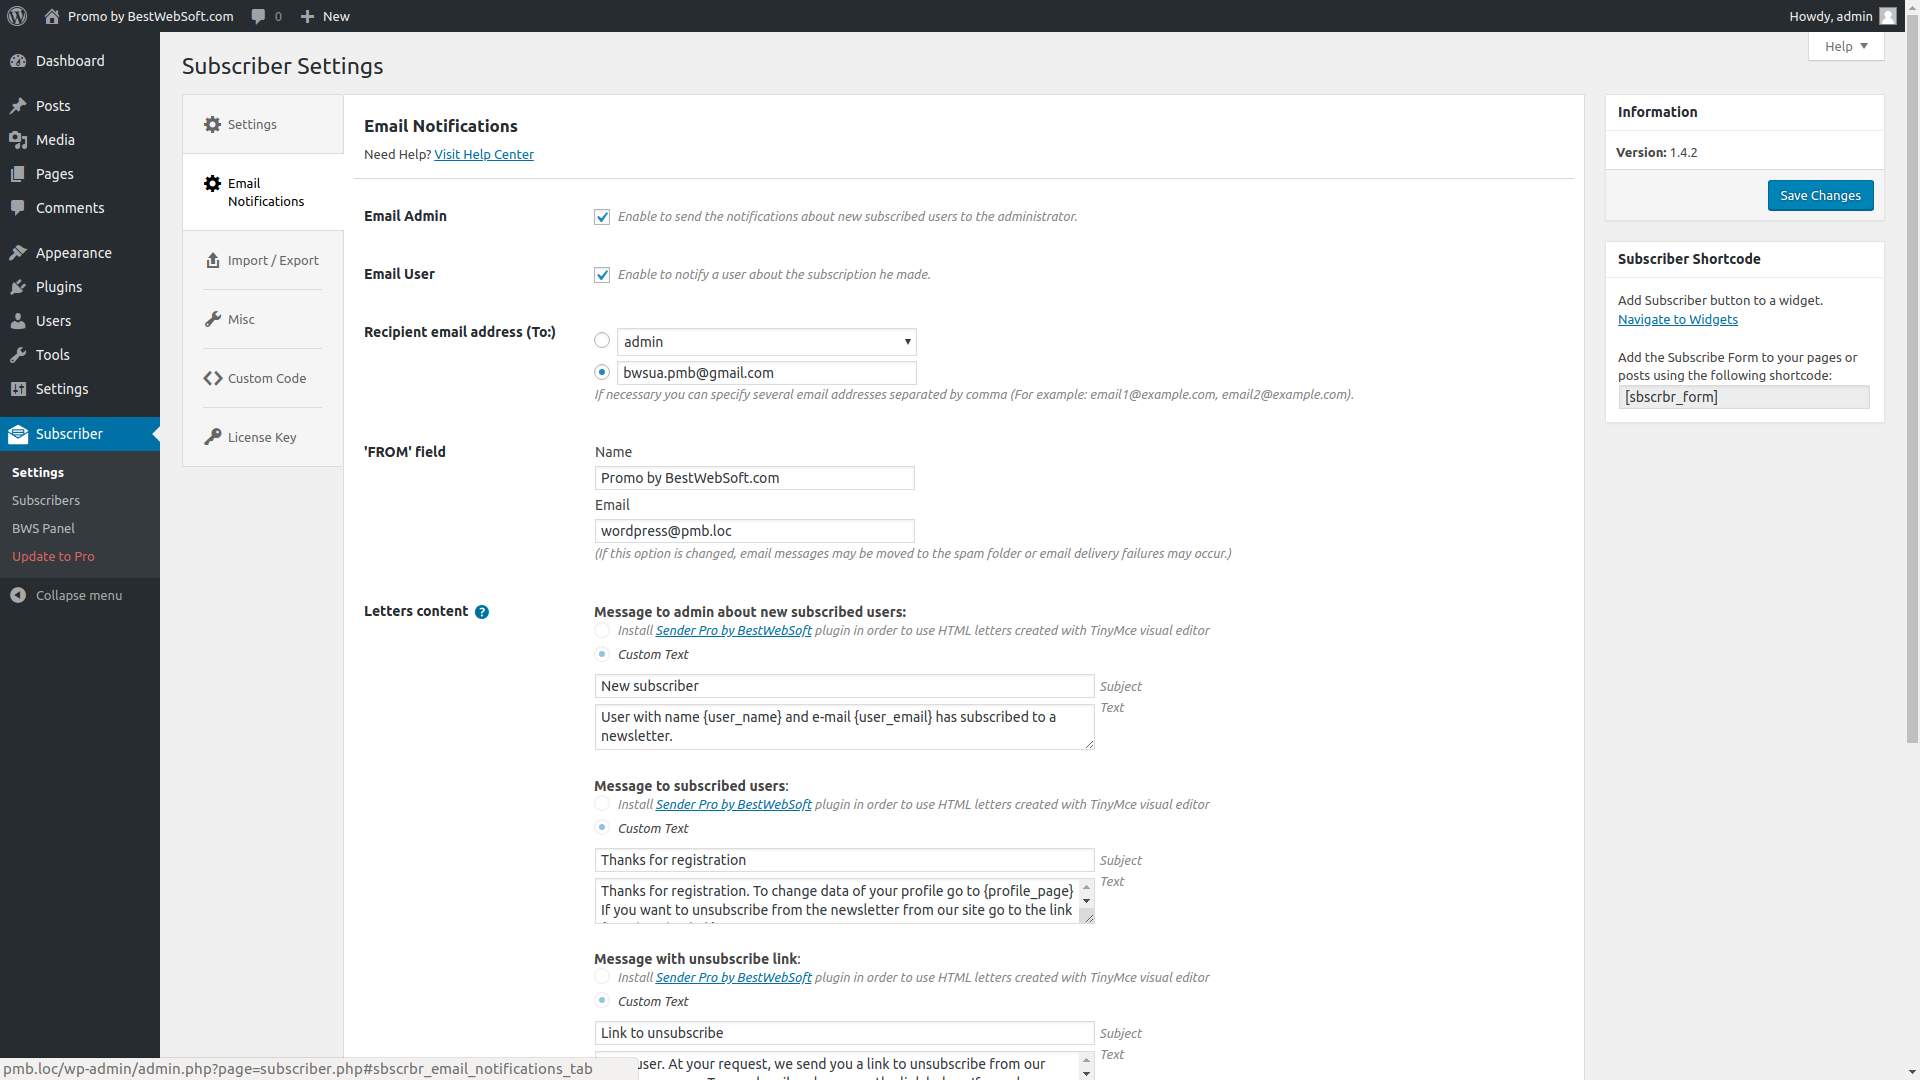 Promo by BestWebSoft.com
0
New
Howdy, admin
Help
Dashboard
Posts
Media
Pages
Comments
Appearance
Plugins
Users
Tools
Settings
Subscriber
Settings
Subscribers
BWS Panel
Update to Pro
Collapse menu
Subscriber Settings
Settings
Email
Notifications
Import / Export
Misc
Custom Code
License Key
Email Notifications
Need Help? Visit Help Center
Email Admin
Enable to send the notifications about new subscribed users to the administrator.
Email User
Enable to notify a user about the subscription he made.
Recipient email address (To:)
admin
bwsua.pmb@gmail.com
If necessary you can specify several email addresses separated by comma (For example: email1@example.com, email2@example.com).
'FROM' field
Name
Promo by BestWebSoft.com
Email
wordpress@pmb.loc
(If this option is changed, email messages may be moved to the spam folder or email delivery failures may occur.)
Letters content ?
Message to admin about new subscribed users:
Install Sender Pro by BestWebSoft plugin in order to use HTML letters created with TinyMce visual editor
Custom Text
New subscriber
Subject
User with name {user_name} and e-mail {user_email} has subscribed to a
newsletter.
Text
Message to subscribed users:
Install Sender Pro by BestWebSoft plugin in order to use HTML letters created with TinyMce visual editor
Custom Text
Thanks for registration
Subject
Thanks for registration. To change data of your profile go to {profile_page}
If you want to unsubscribe from the newsletter from our site go to the link
Text
Message with unsubscribe link:
Install Sender Pro by BestWebSoft plugin in order to use HTML letters created with TinyMce visual editor
Custom Text
Link to unsubscribe
Subject
user. At your request, we send you a link to unsubscribe from our
Text
Information
Version: 1.4.2
Save Changes
Subscriber Shortcode
Add Subscriber button to a widget.
Navigate to Widgets
Add the Subscribe Form to your pages or
posts using the following shortcode:
[sbscrbr_form]
pmb.loc/wp-admin/admin.php?page=subscriber.php#sbscrbr_email_notifications_tab